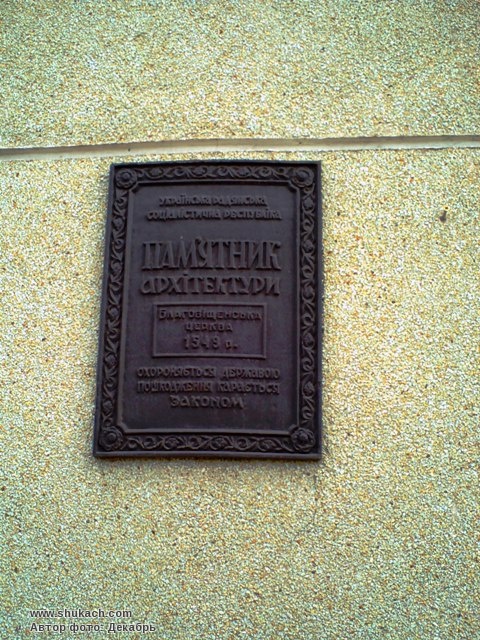 Українська Радянська
Соціалістична Республіка
ПАМ'ЯТНИК
АРХІТЕКТУРИ
Благовіщенська
церква
1579 р.
Охороняється державою
Пошкодження карається
законом
www.shukach.com
Автор фото: Декабрь